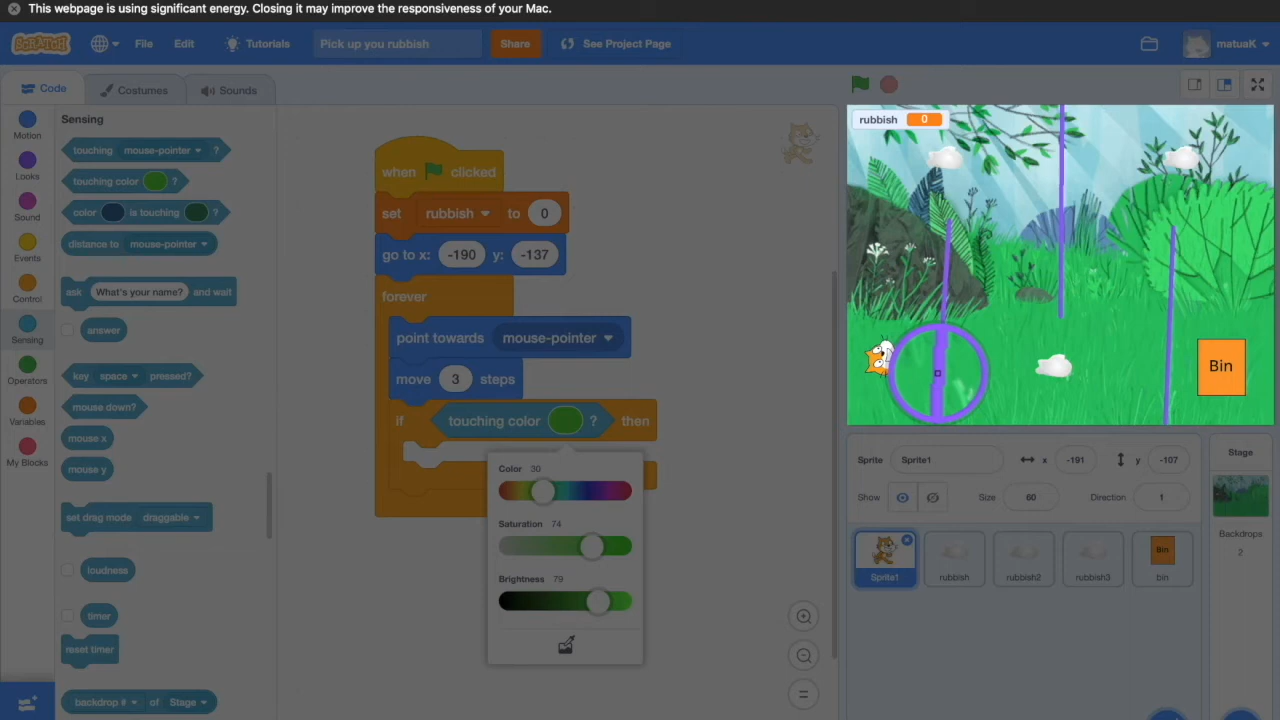 This webpage is using significant energy. Closing it may improve the responsiveness of your Mac.
SCRATCH
File Edit Tutorials Pick up you rubbish Share See Project Page matuaK
Code Costumes Sounds
Motion
Looks
Sound
Events
Control
Sensing
Operators
Variables
My Blocks
Sensing
touching mouse-pointer ?
touching color ?
color is touching ?
distance to mouse-pointer
ask What's your name? and wait
answer
key space pressed?
mouse down?
mouse x
mouse y
set drag mode draggable
loudness
timer
reset timer
backdrop # of Stage
when clicked
set rubbish to 0
go to x: -190 y: -137
forever
point towards mouse-pointer
move 3 steps
if touching color ? then
Color 30
Saturation 74
Brightness 79
rubbish 0
Bin
Sprite Sprite1 x -191 y -107
Show Size 60 Direction 1
Sprite1 rubbish rubbish2 rubbish3 bin
Bin
Stage
Backdrops
2